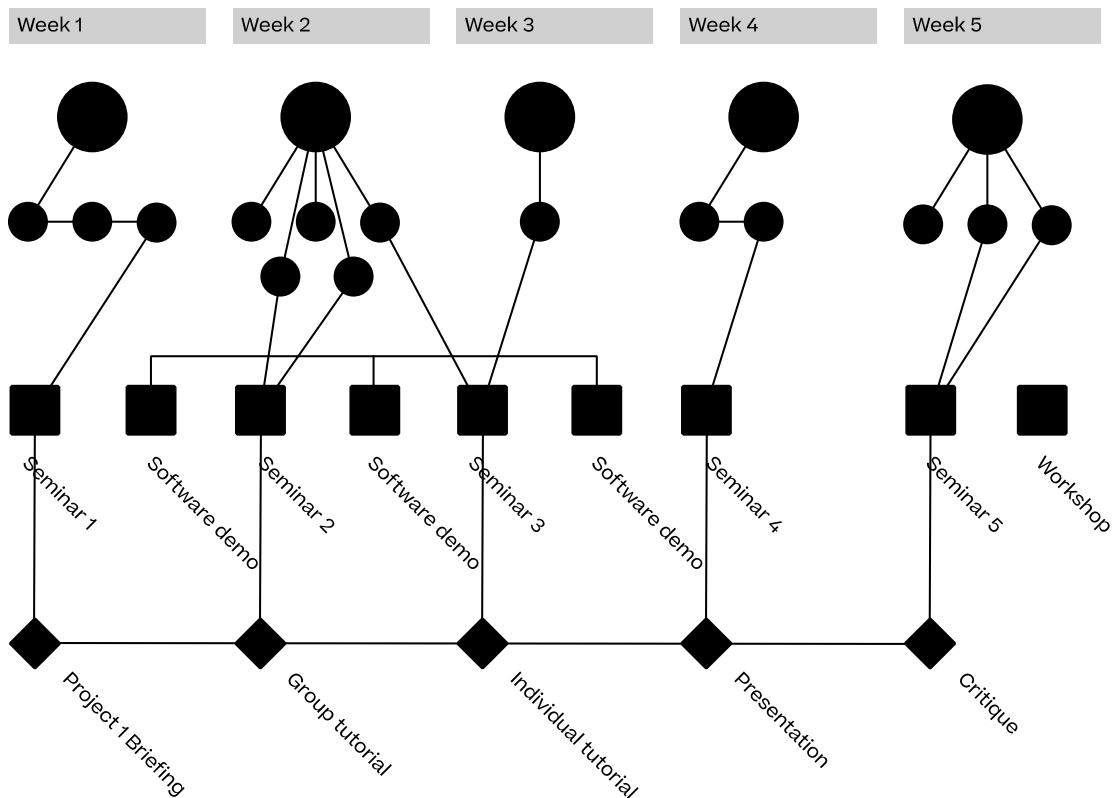 Week 1
Week 2
Week 3
Week 4
Week 5
Seminar 1
Software demo
Seminar 2
Software demo
Seminar 3
Software demo
Seminar 4
Seminar 5
Workshop
Project 1 Briefing
Group tutorial
Individual tutorial
Presentation
Critique